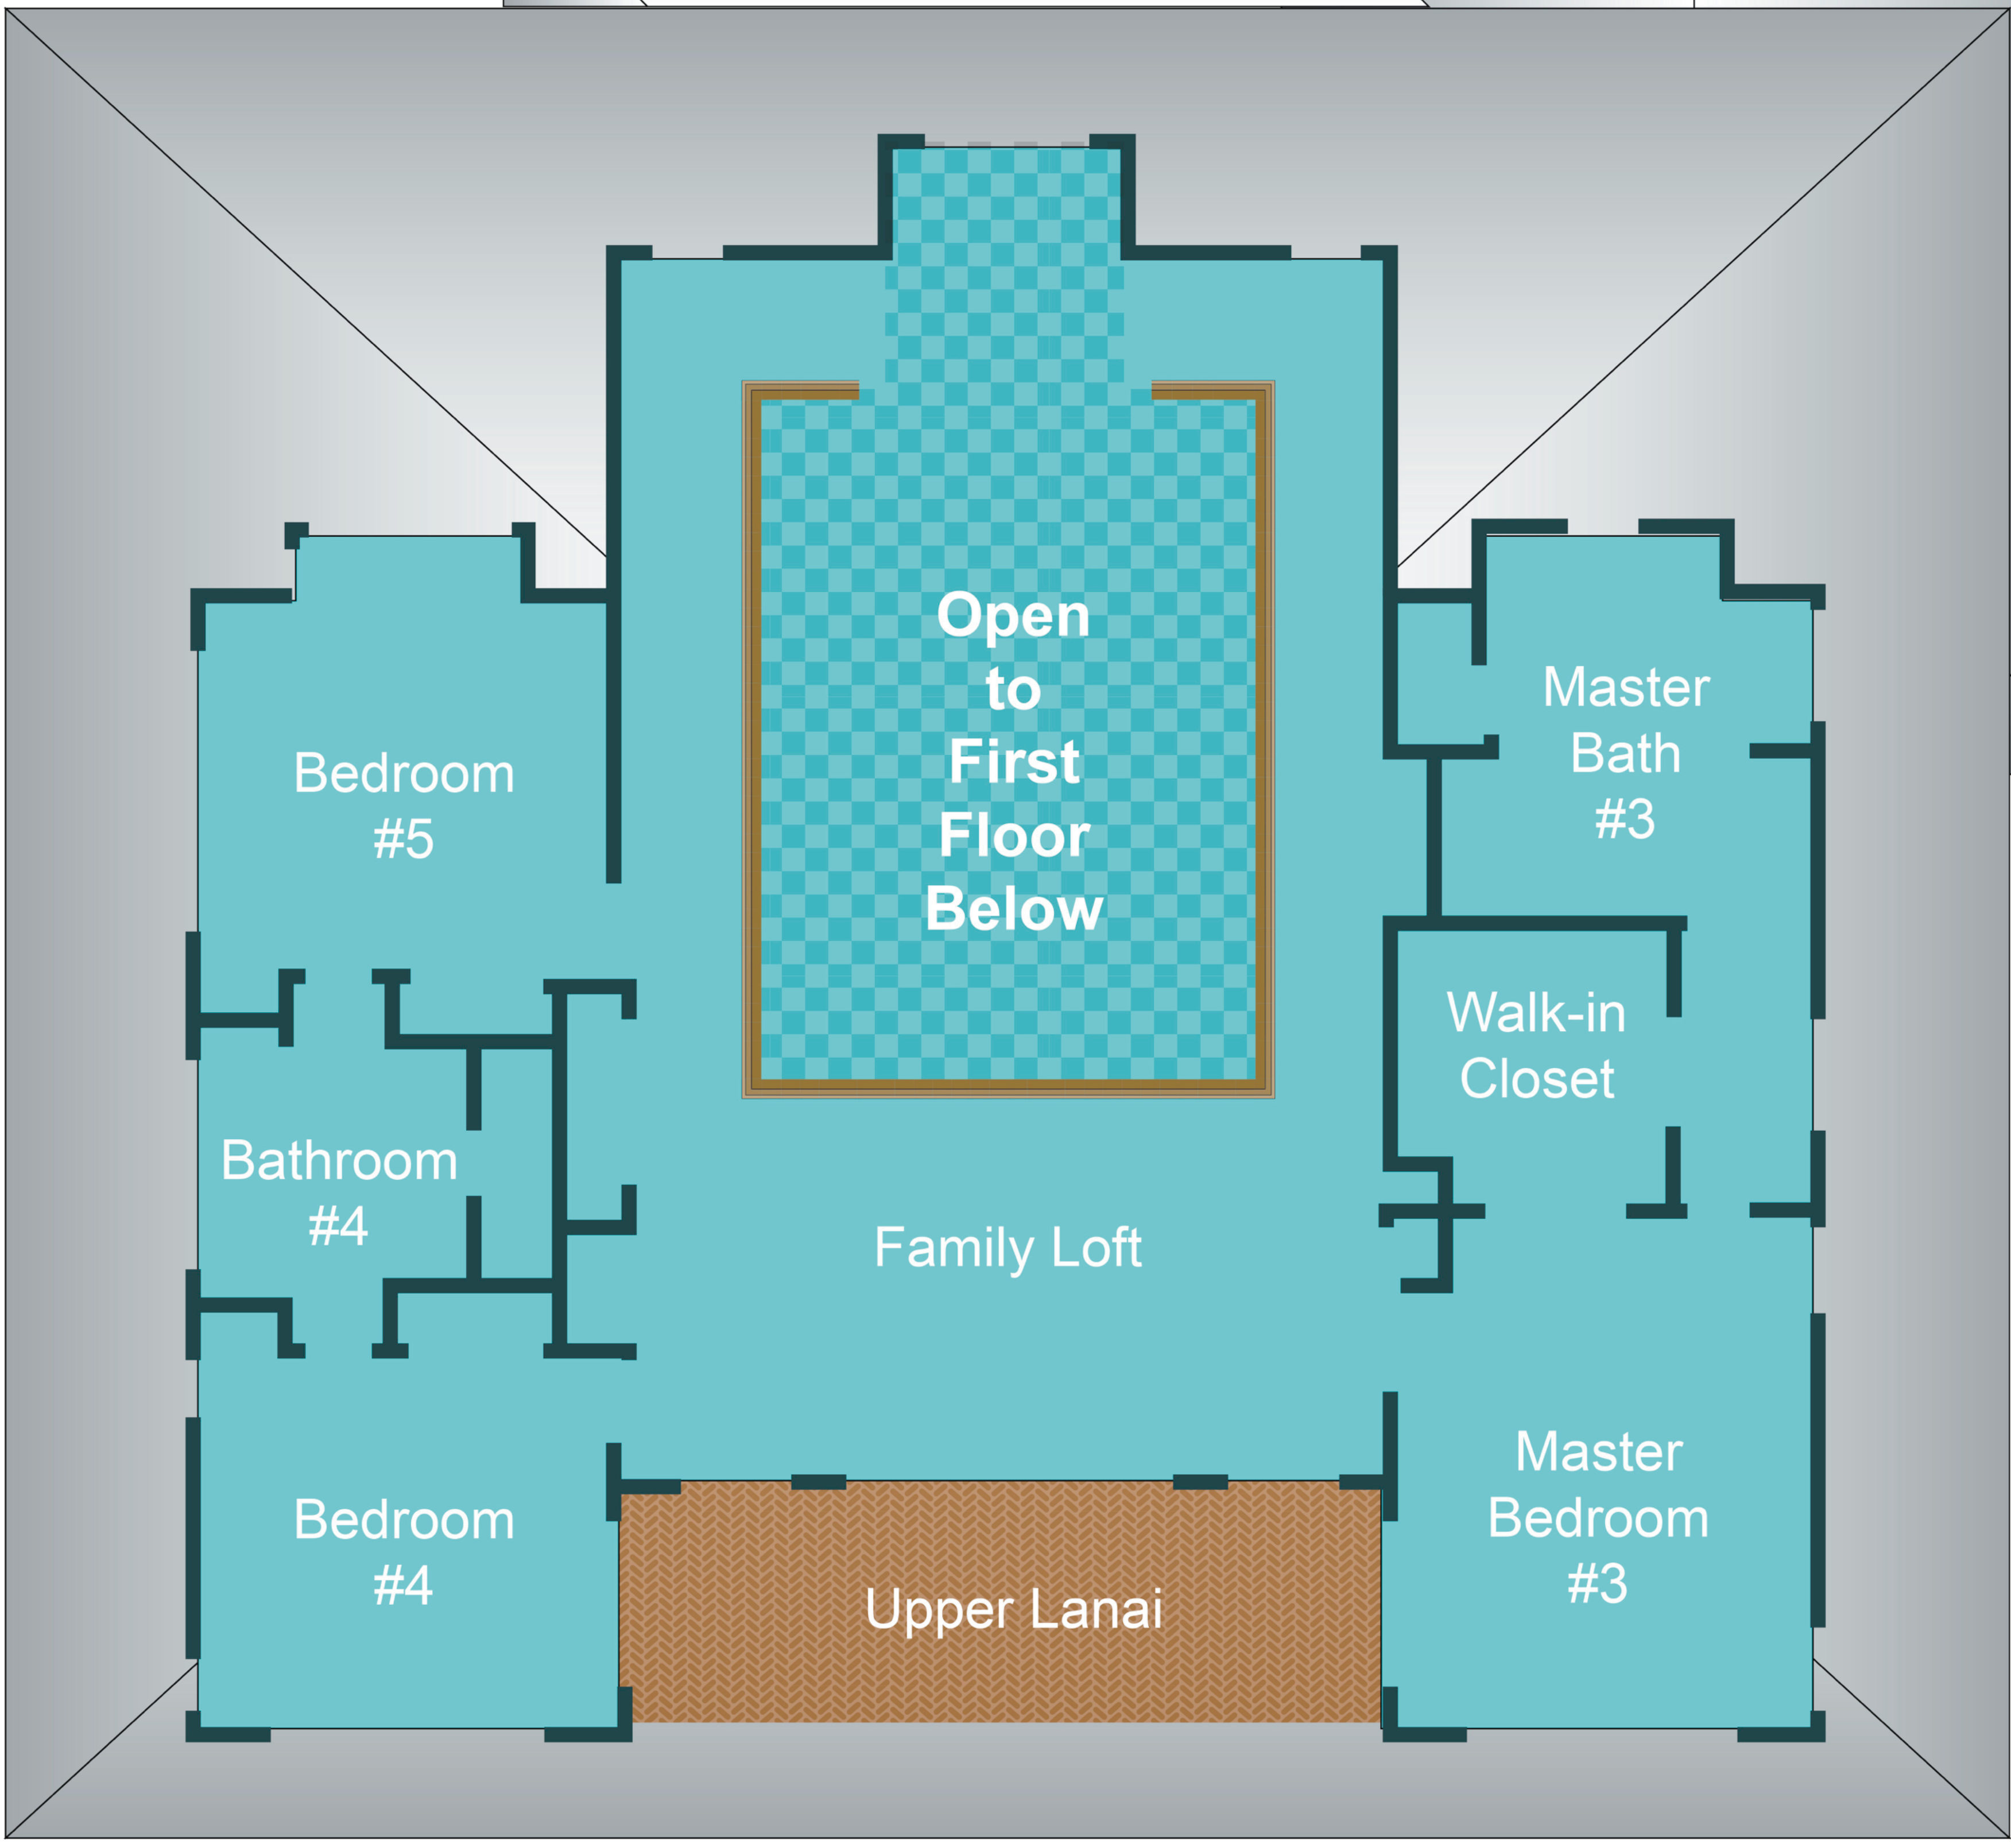 Open
to
First
Floor
Below
Bedroom
#5
Master
Bath
#3
Walk-in
Closet
Bathroom
#4
Family Loft
Bedroom
#4
Upper Lanai
Master
Bedroom
#3